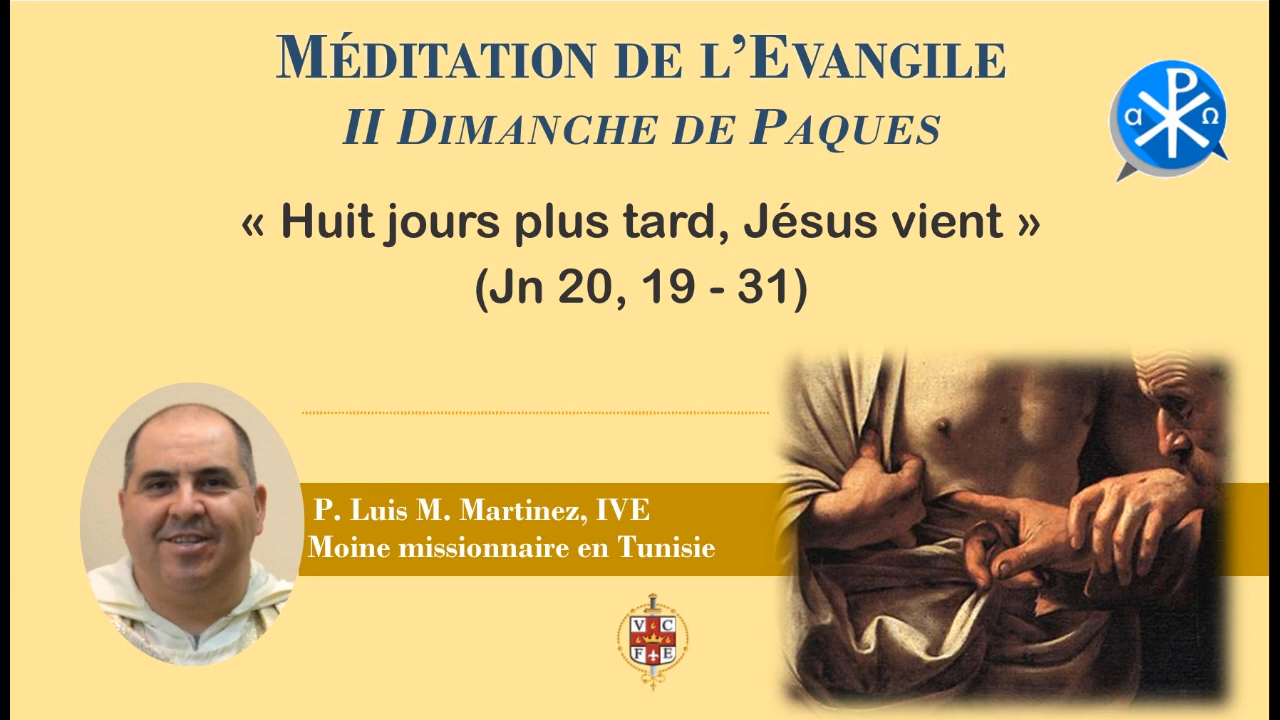 MÉDITATION DE L’EVANGILE
II DIMANCHE DE PAQUES
« Huit jours plus tard, Jésus vient »
(Jn 20, 19 - 31)
α P Ω
P. Luis M. Martinez, IVE
Moine missionnaire en Tunisie
V C
F E